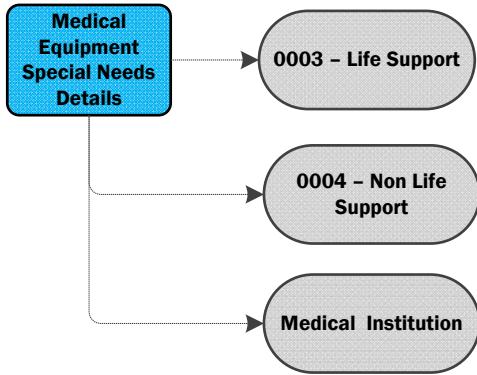 Medical
Equipment
Special Needs
Details
0003 – Life Support
0004 – Non Life
Support
Medical Institution